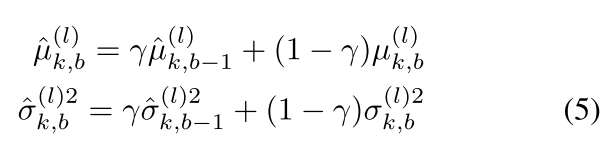 $\hat{\mu}_{k,b}^{(l)} = \gamma \hat{\mu}_{k,b-1}^{(l)} + (1 - \gamma) \mu_{k,b}^{(l)}$
$\hat{\sigma}_{k,b}^{(l)2} = \gamma \hat{\sigma}_{k,b-1}^{(l)2} + (1 - \gamma) \sigma_{k,b}^{(l)2}$ (5)